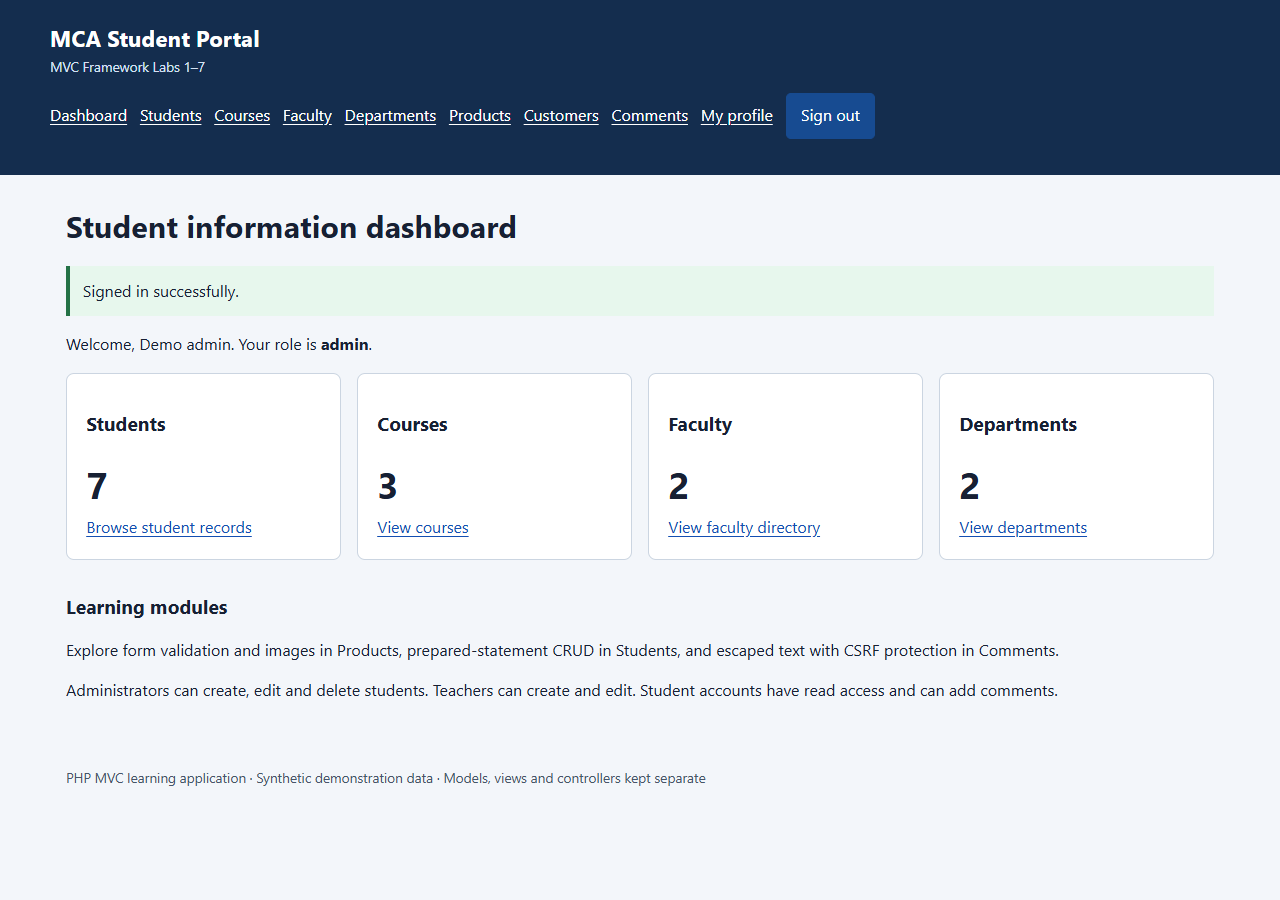 MCA Student Portal
MVC Framework Labs 1–7
Dashboard Students Courses Faculty Departments Products Customers Comments My profile Sign out
Student information dashboard
Signed in successfully.
Welcome, Demo admin. Your role is admin.
Students Courses Faculty Departments
7 3 2 2
Browse student records View courses View faculty directory View departments
Learning modules
Explore form validation and images in Products, prepared-statement CRUD in Students, and escaped text with CSRF protection in Comments.
Administrators can create, edit and delete students. Teachers can create and edit. Student accounts have read access and can add comments.
PHP MVC learning application · Synthetic demonstration data · Models, views and controllers kept separate